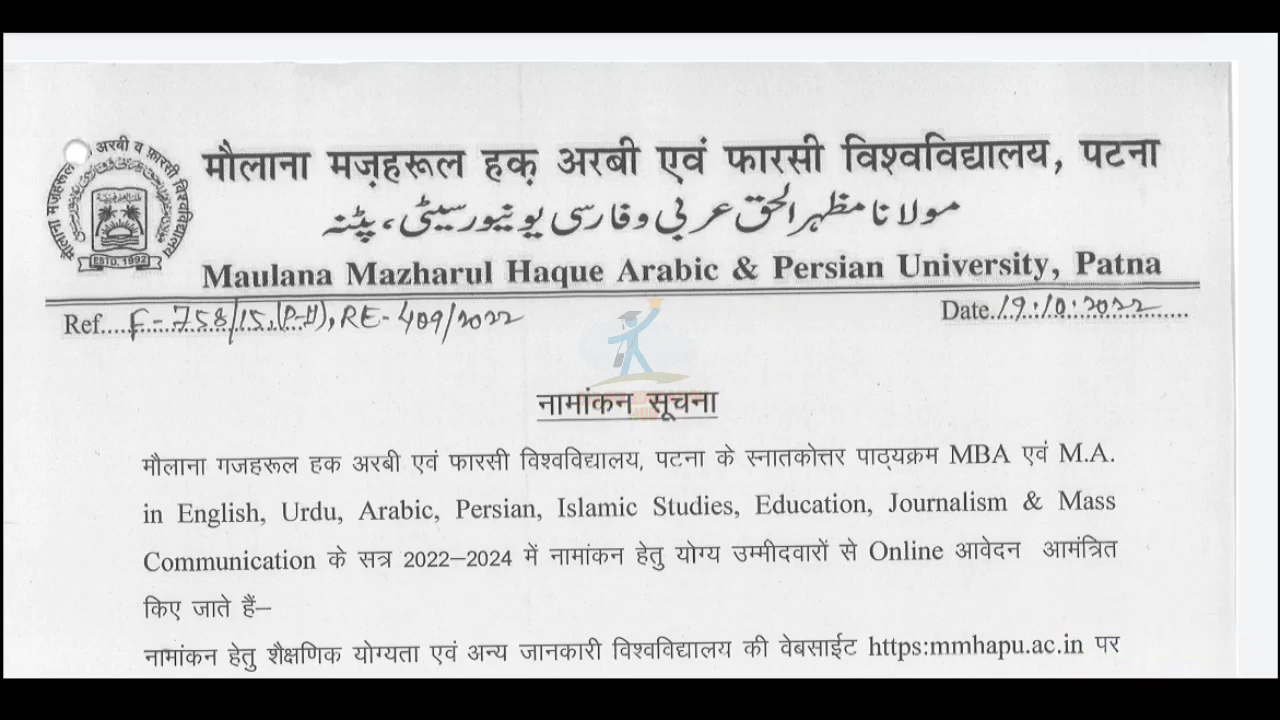 मौलाना मज़हरूल हक़ अरबी एवं फारसी विश्वविद्यालय, पटना
مولانا مظہر الحق عربی و فارسی یونیورسیٹی، پٹنہ
Maulana Mazharul Haque Arabic & Persian University, Patna
ESTD. 1992
Ref....F-758/15,(P-II), RE-409/2022 Date.19.10.2022
नामांकन सूचना
मौलाना गजहरूल हक अरबी एवं फारसी विश्वविद्यालय, पटना के स्नातकोत्तर पाठ्यक्रम MBA एवं M.A.
in English, Urdu, Arabic, Persian, Islamic Studies, Education, Journalism & Mass
Communication के सत्र 2022–2024 में नामांकन हेतु योग्य उम्मीदवारों से Online आवेदन आमंत्रित
किए जाते हैं–
नामांकन हेतु शैक्षणिक योग्यता एवं अन्य जानकारी विश्वविद्यालय की वेबसाईट https:mmhapu.ac.in पर